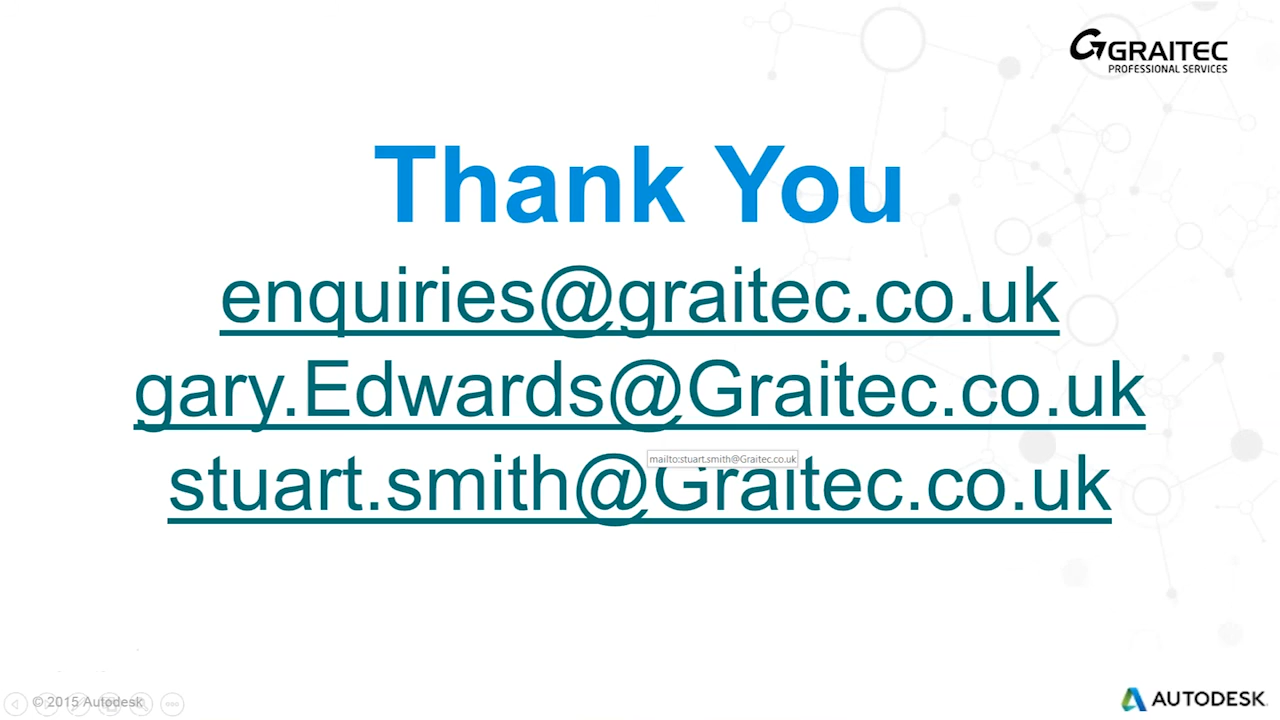 GRAITEC
PROFESSIONAL SERVICES
Thank You
enquiries@graitec.co.uk
gary.Edwards@Graitec.co.uk
mailto:stuart.smith@Graitec.co.uk
stuart.smith@Graitec.co.uk
© 2015 Autodesk
AUTODESK.